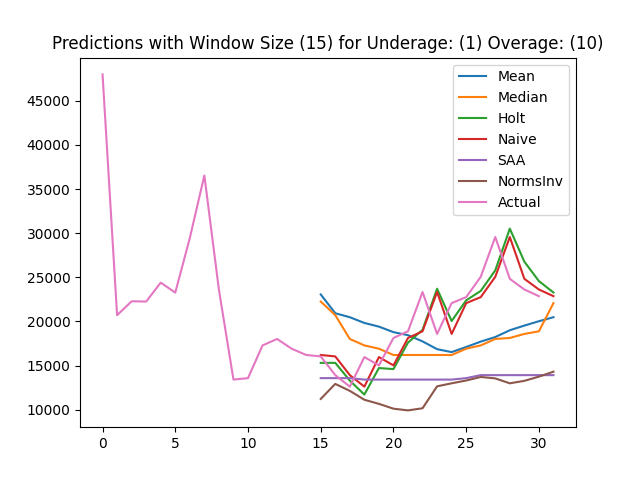 Predictions with Window Size (15) for Underage: (1) Overage: (10)
Mean
Median
Holt
Naive
SAA
NormsInv
Actual
45000
40000
35000
30000
25000
20000
15000
10000
0 5 10 15 20 25 30